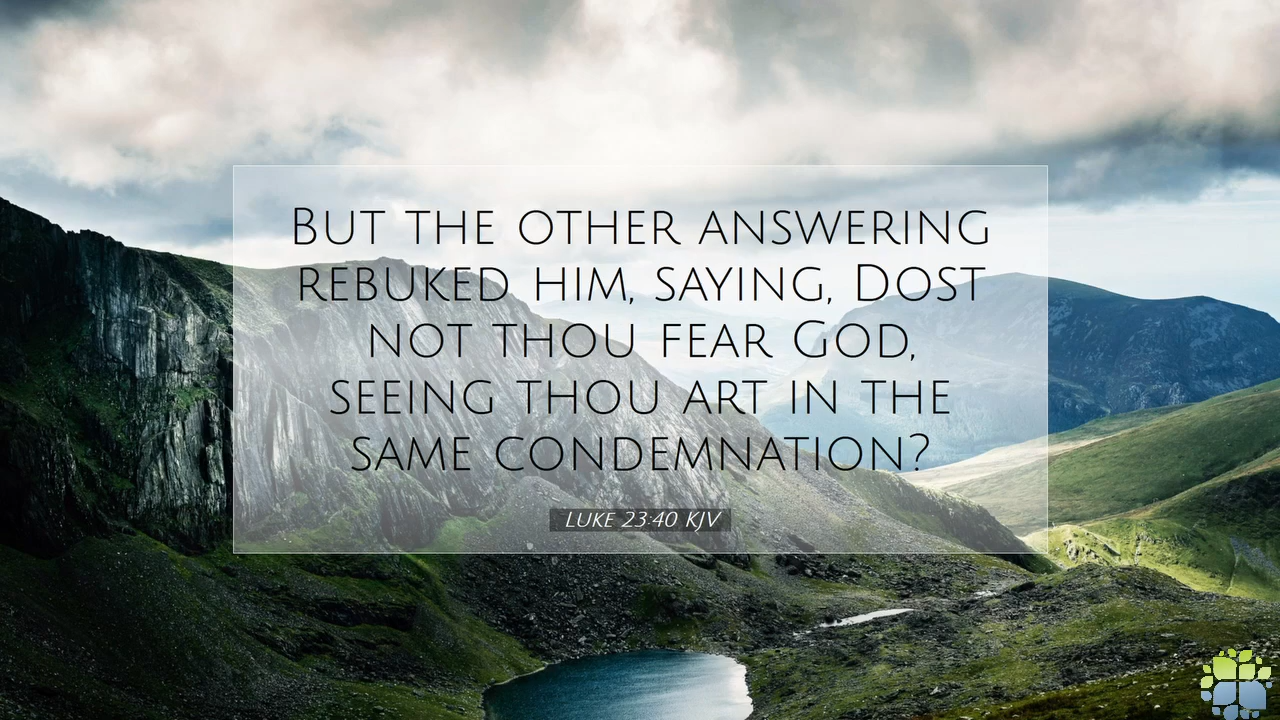 But the other answering
rebuked him, saying, Dost
not thou fear God,
seeing thou art in the
same condemnation?
Luke 23:40 KJV